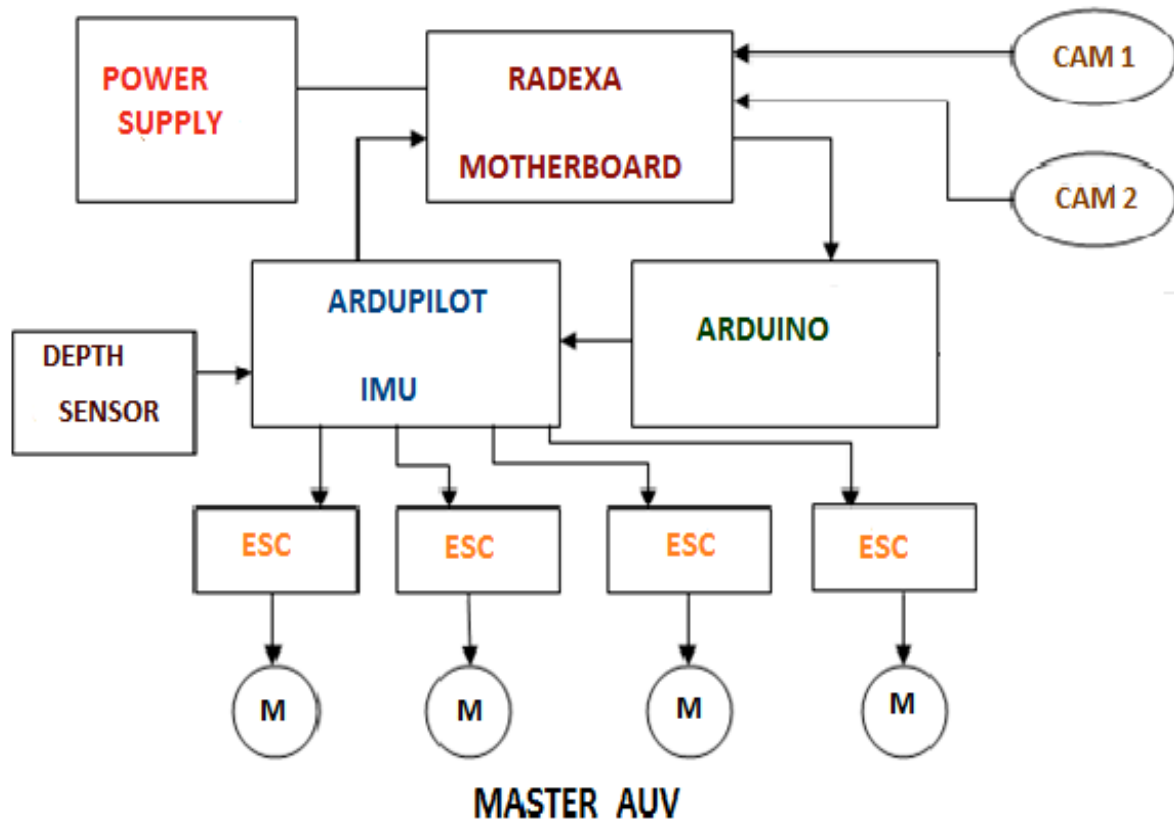 POWER
SUPPLY
RADEXA
MOTHERBOARD
CAM 1
CAM 2
ARDUPILOT
IMU
ARDUINO
DEPTH
SENSOR
ESC
ESC
ESC
ESC
M
M
M
M
MASTER AUV